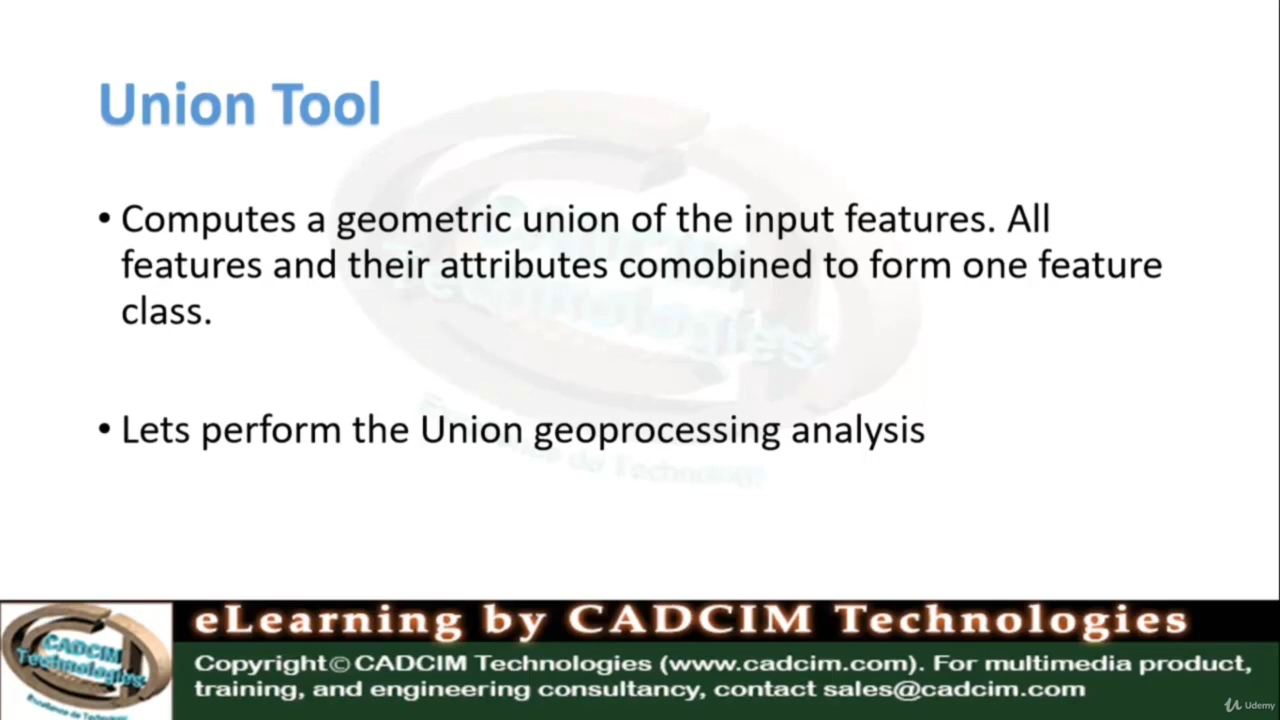 Union Tool
• Computes a geometric union of the input features. All
features and their attributes comobined to form one feature
class.
• Lets perform the Union geoprocessing analysis
eLearning by CADCIM Technologies
Copyright© CADCIM Technologies (www.cadcim.com). For multimedia product,
training, and engineering consultancy, contact sales@cadcim.com
CADCIM
Technologies
Udemy